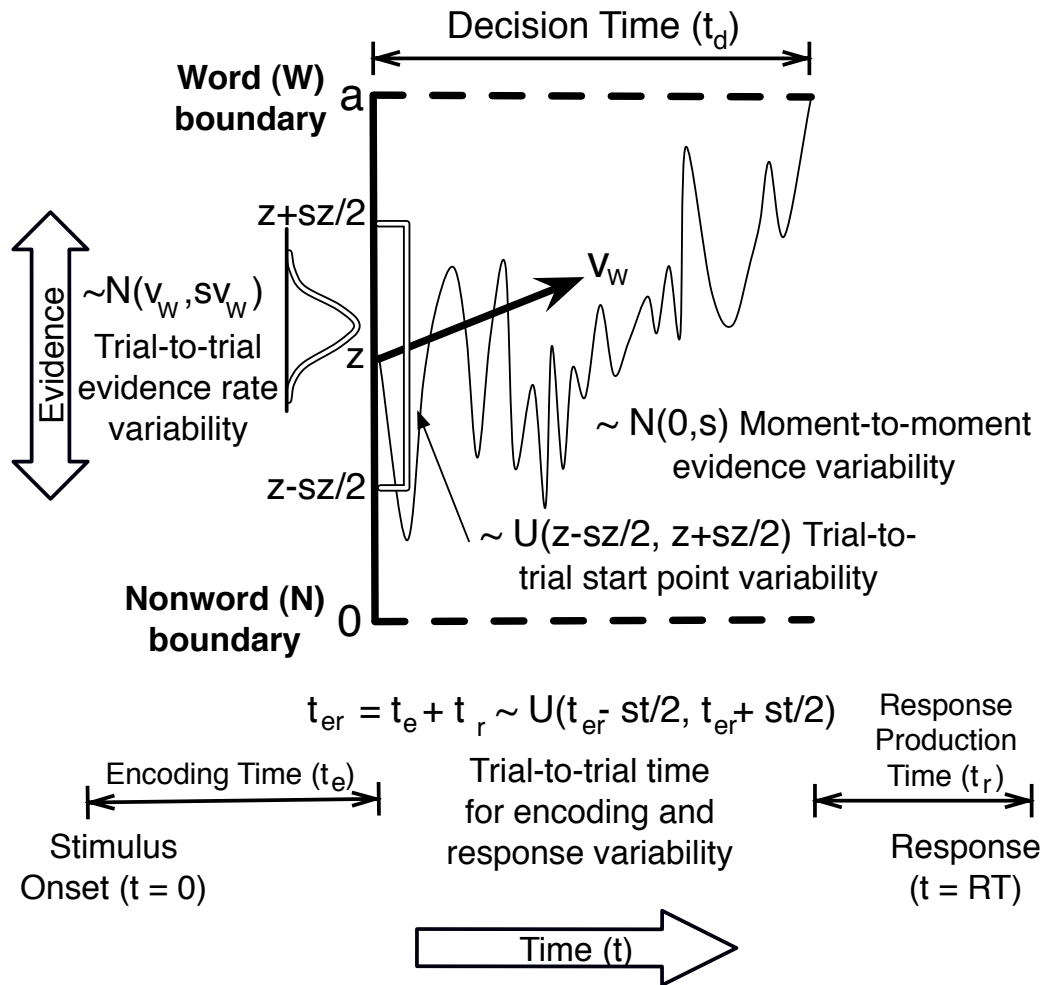 Decision Time (t_d)
Word (W)
boundary
a
z+sz/2
~N(v_w,sv_w)
Trial-to-trial
evidence rate
variability
Evidence
z
v_w
~ N(0,s) Moment-to-moment
evidence variability
z-sz/2
~ U(z-sz/2, z+sz/2) Trial-to-
trial start point variability
Nonword (N)
boundary
0
t_er = t_e + t_r ~ U(t_er - st/2, t_er + st/2)
Response
Production
Time (t_r)
Encoding Time (t_e)
Trial-to-trial time
for encoding and
response variability
Stimulus
Onset (t = 0)
Response
(t = RT)
Time (t)